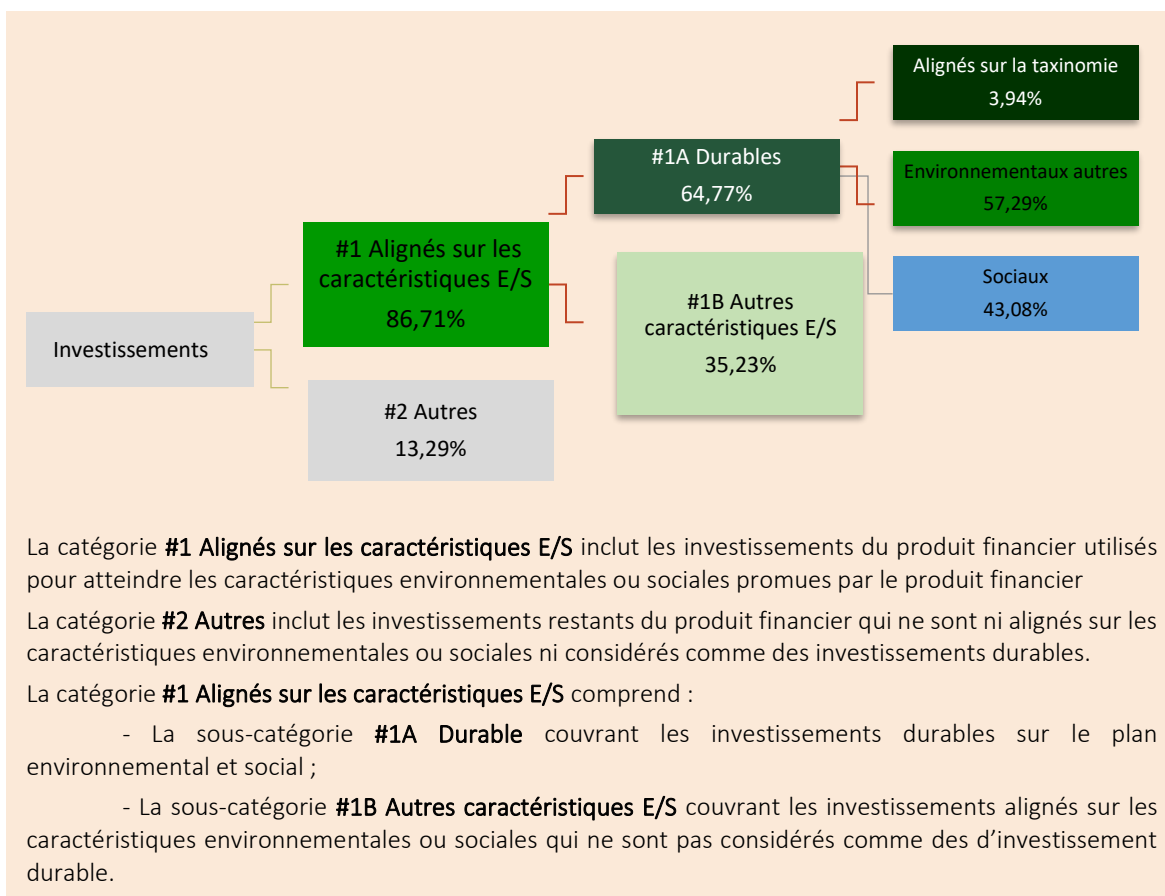 Alignés sur la taxinomie
3,94%
#1A Durables
64,77%
Environnementaux autres
57,29%
#1 Alignés sur les
caractéristiques E/S
86,71%
Sociaux
43,08%
#1B Autres
caractéristiques E/S
35,23%
Investissements
#2 Autres
13,29%
La catégorie #1 Alignés sur les caractéristiques E/S inclut les investissements du produit financier utilisés
pour atteindre les caractéristiques environnementales ou sociales promues par le produit financier
La catégorie #2 Autres inclut les investissements restants du produit financier qui ne sont ni alignés sur les
caractéristiques environnementales ou sociales ni considérés comme des investissements durables.
La catégorie #1 Alignés sur les caractéristiques E/S comprend :
- La sous-catégorie #1A Durable couvrant les investissements durables sur le plan
environnemental et social ;
- La sous-catégorie #1B Autres caractéristiques E/S couvrant les investissements alignés sur les
caractéristiques environnementales ou sociales qui ne sont pas considérés comme des d’investissement
durable.